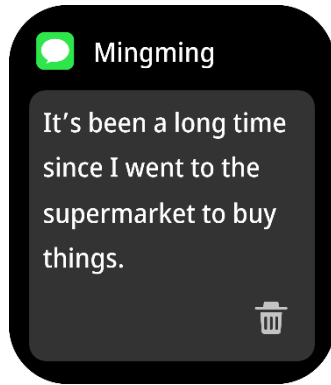 Mingming
It’s been a long time
since I went to the
supermarket to buy
things.